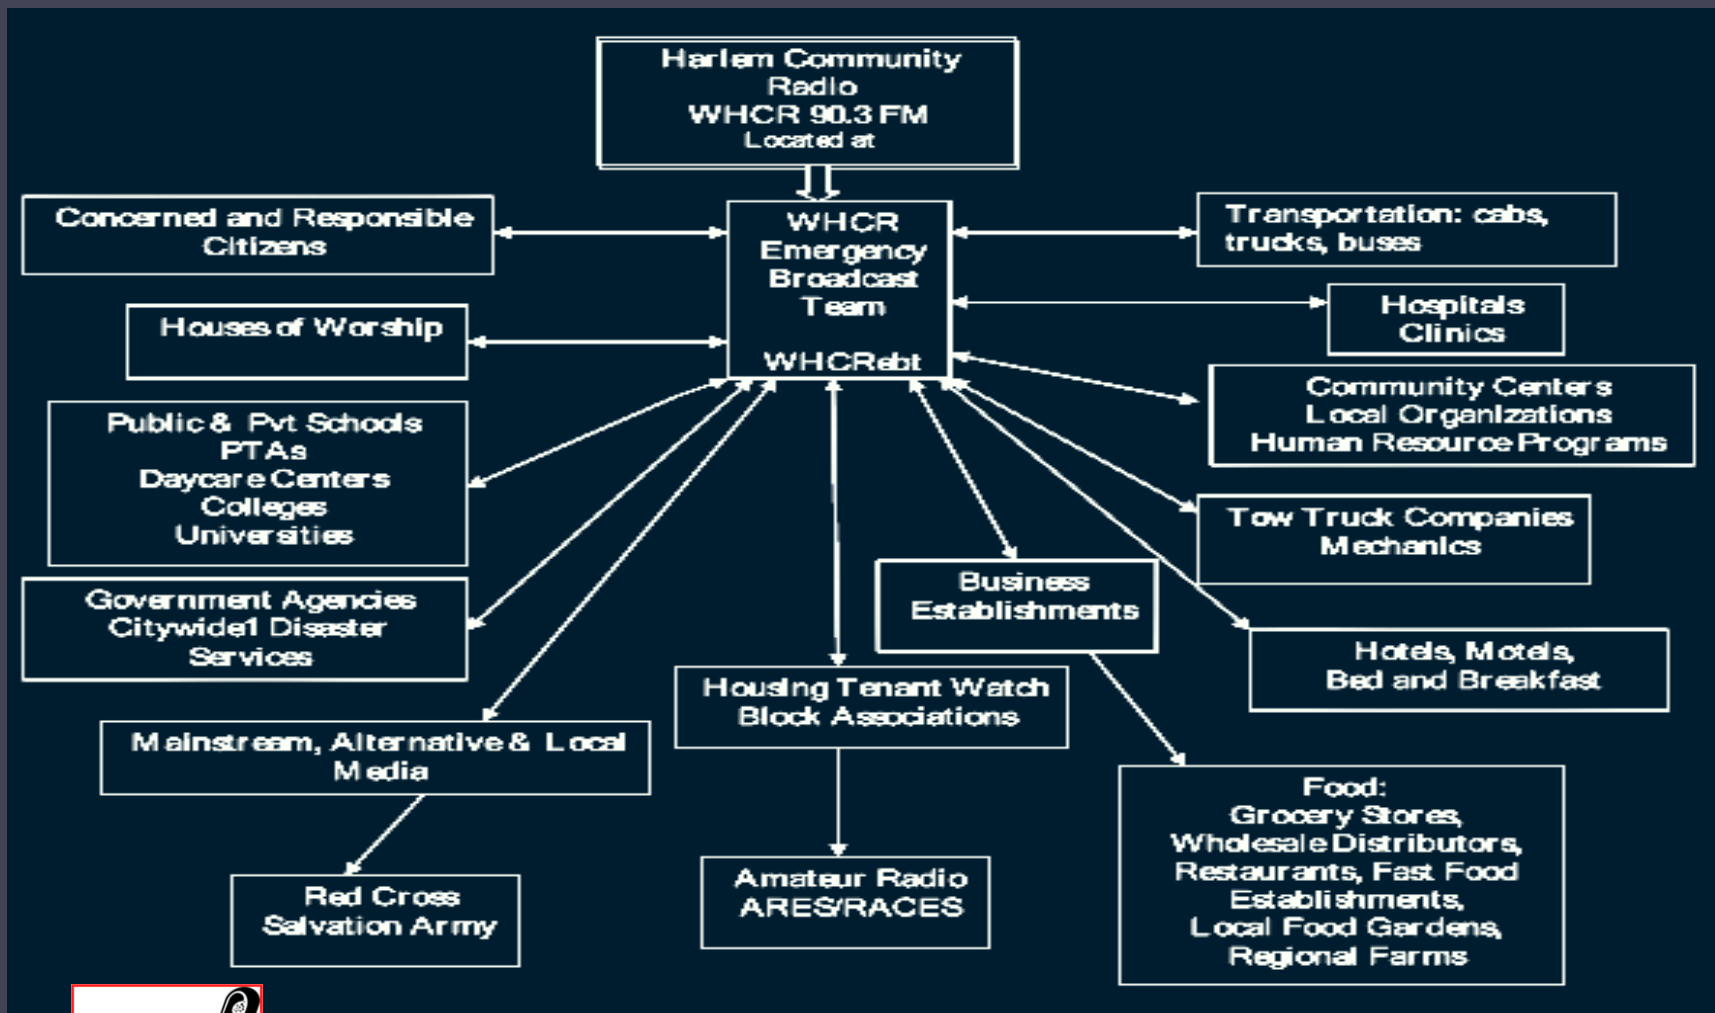 Harlem Community
Radio
WHCR 90.3 FM
Located at
Concerned and Responsible
Citizens
WHCR
Emergency
Broadcast
Team
WHCRebt
Transportation: cabs,
trucks, buses
Houses of Worship
Hospitals
Clinics
Public & Pvt Schools
PTAs
Daycare Centers
Colleges
Universities
Community Centers
Local Organizations
Human Resource Programs
Tow Truck Companies
Mechanics
Government Agencies
Citywide1 Disaster
Services
Business
Establishments
Hotels, Motels,
Bed and Breakfast
Housing Tenant Watch
Block Associations
Mainstream, Alternative & Local
Media
Food:
Grocery Stores,
Wholesale Distributors,
Restaurants, Fast Food
Establishments,
Local Food Gardens,
Regional Farms
Red Cross
Salvation Army
Amateur Radio
ARES/RACES